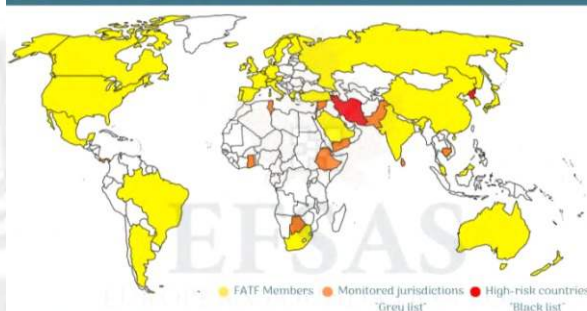 EFSAS
FATF Members
Monitored jurisdictions
"Grey list"
High-risk countries
"Black list"